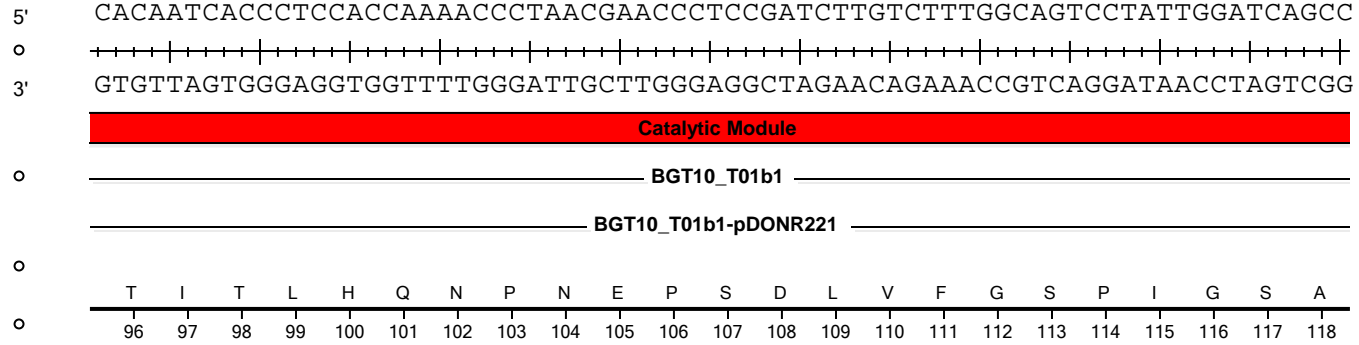 5' CACAATCACCCTCCACCAAAACCCTAACGAACCCTCCGATCTTGTCTTTGGCAGTCCTATTGGATCAGCC
3' GTGTTAGTGGGAGGTGGTTTTGGGATTGCTTGGGAGGCTAGAACAGAAACCGTCAGGATAACCTAGTCGG
Catalytic Module
BGT10_T01b1
BGT10_T01b1-pDONR221
T I T L H Q N P N E P S D L V F G S P I G S A
96 97 98 99 100 101 102 103 104 105 106 107 108 109 110 111 112 113 114 115 116 117 118